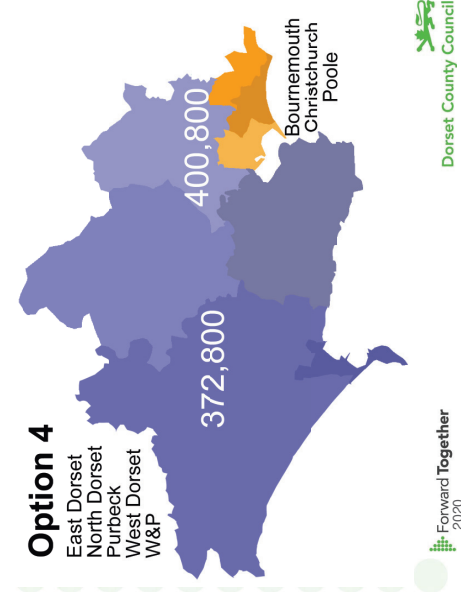 Option 4
East Dorset
North Dorset
Purbeck
West Dorset
W&P
372,800
400,800
Bournemouth
Christchurch
Poole
Forward Together
2020
Dorset County Council